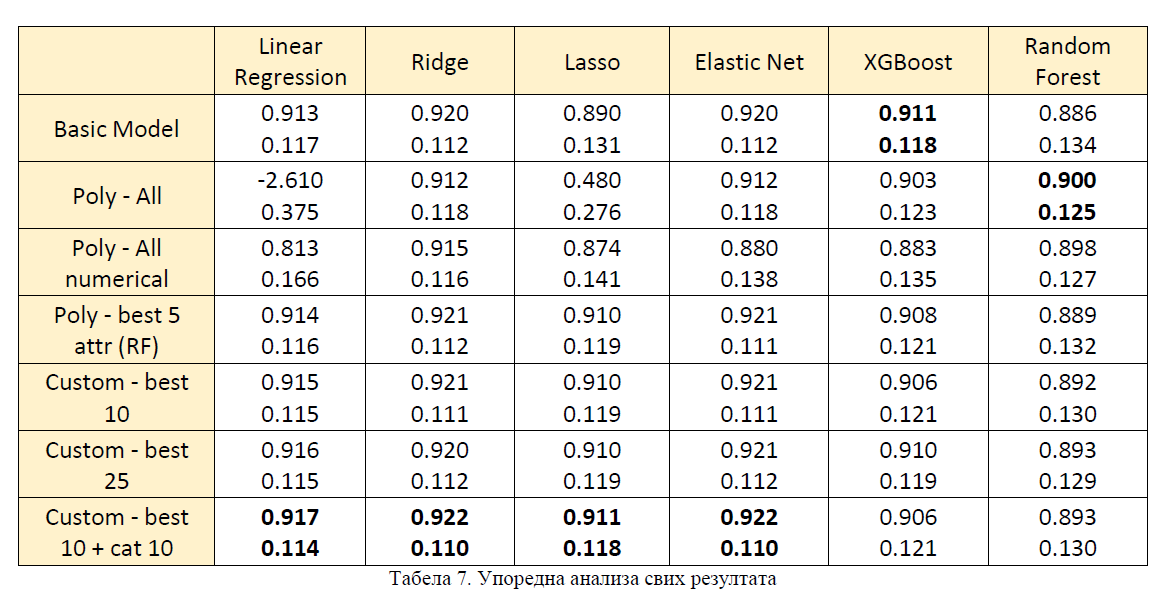 Linear Regression Ridge Lasso Elastic Net XGBoost Random Forest
Basic Model 0.913 0.920 0.890 0.920 0.911 0.886
0.117 0.112 0.131 0.112 0.118 0.134
Poly - All -2.610 0.912 0.480 0.912 0.903 0.900
0.375 0.118 0.276 0.118 0.123 0.125
Poly - All 0.813 0.915 0.874 0.880 0.883 0.898
numerical 0.166 0.116 0.141 0.138 0.135 0.127
Poly - best 5 0.914 0.921 0.910 0.921 0.908 0.889
attr (RF) 0.116 0.112 0.119 0.111 0.121 0.132
Custom - best 0.915 0.921 0.910 0.921 0.906 0.892
10 0.115 0.111 0.119 0.111 0.121 0.130
Custom - best 0.916 0.920 0.910 0.921 0.910 0.893
25 0.115 0.112 0.119 0.112 0.119 0.129
Custom - best 0.917 0.922 0.911 0.922 0.906 0.893
10 + cat 10 0.114 0.110 0.118 0.110 0.121 0.130
Табела 7. Упоредна анализа свих резултата